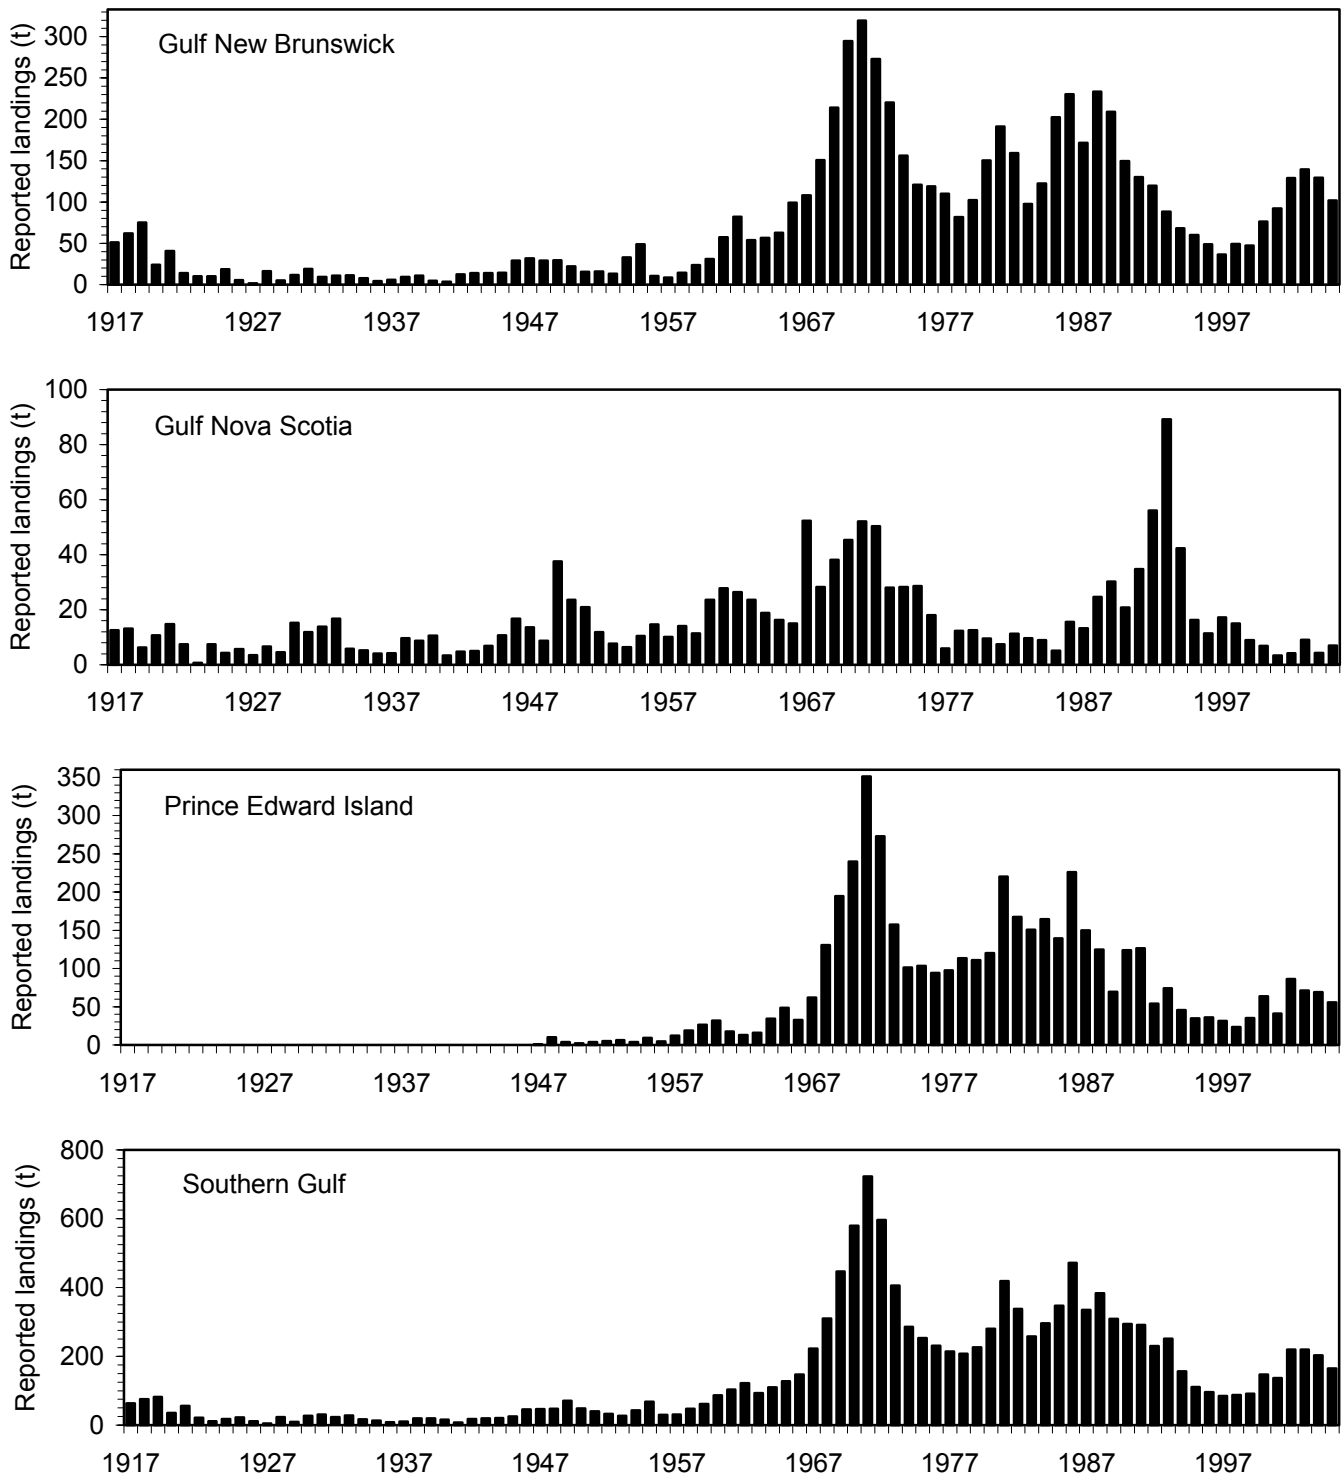 Reported landings (t)
Gulf New Brunswick
300
250
200
150
100
50
0
1917 1927 1937 1947 1957 1967 1977 1987 1997
Reported landings (t)
Gulf Nova Scotia
100
80
60
40
20
0
1917 1927 1937 1947 1957 1967 1977 1987 1997
Reported landings (t)
Prince Edward Island
350
300
250
200
150
100
50
0
1917 1927 1937 1947 1957 1967 1977 1987 1997
Reported landings (t)
Southern Gulf
800
600
400
200
0
1917 1927 1937 1947 1957 1967 1977 1987 1997